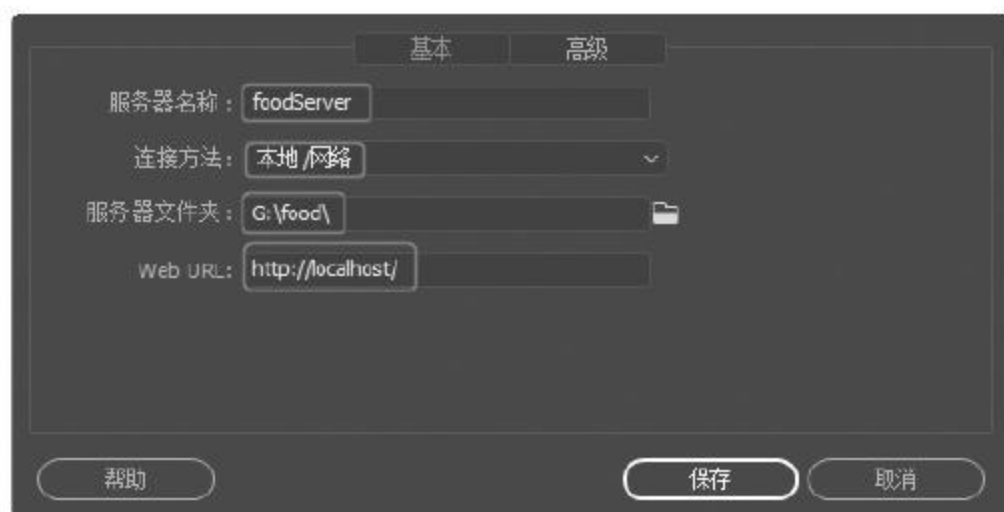 基本 高级
服务器名称： foodServer
连接方法： 本地/网络
服务器文件夹： G:\food\
Web URL: http://localhost/
帮助 保存 取消